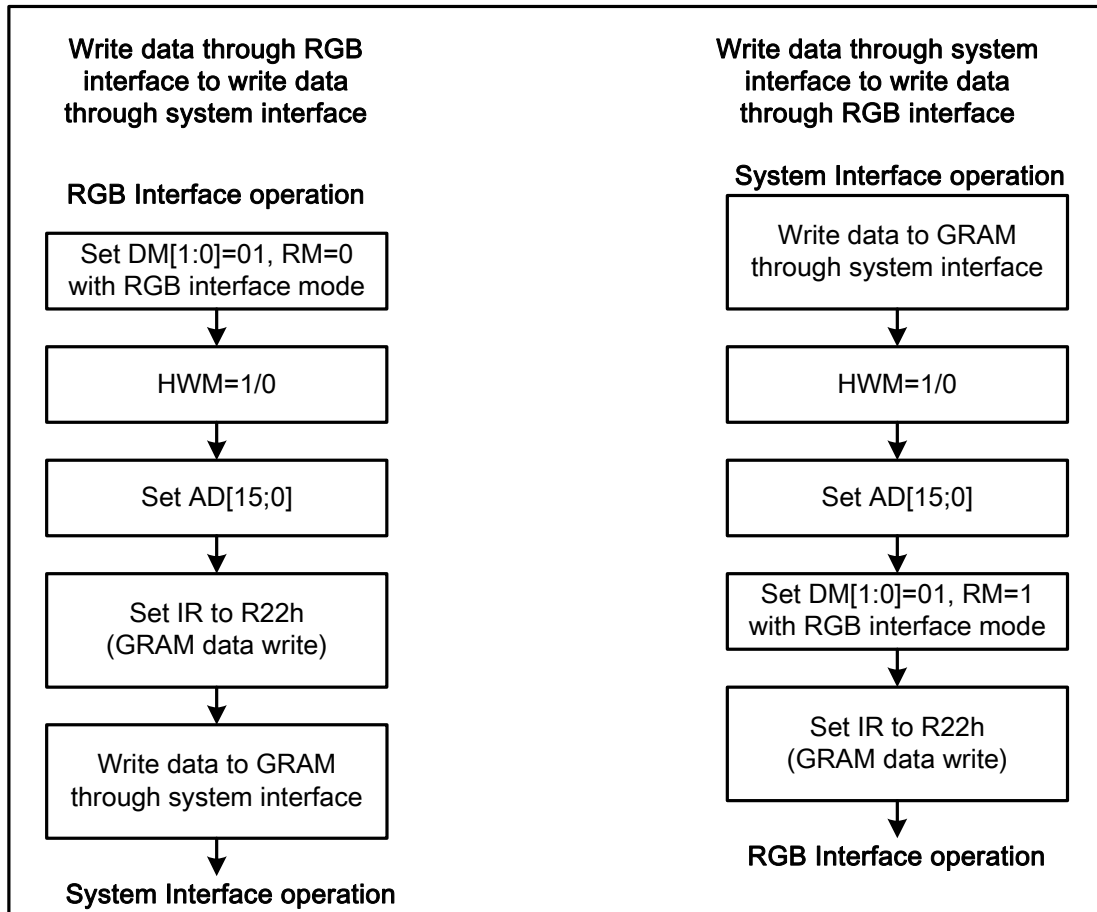 Write data through RGB
interface to write data
through system interface
RGB Interface operation
Set DM[1:0]=01, RM=0
with RGB interface mode
HWM=1/0
Set AD[15;0]
Set IR to R22h
(GRAM data write)
Write data to GRAM
through system interface
System Interface operation
Write data through system
interface to write data
through RGB interface
System Interface operation
Write data to GRAM
through system interface
HWM=1/0
Set AD[15;0]
Set DM[1:0]=01, RM=1
with RGB interface mode
Set IR to R22h
(GRAM data write)
RGB Interface operation